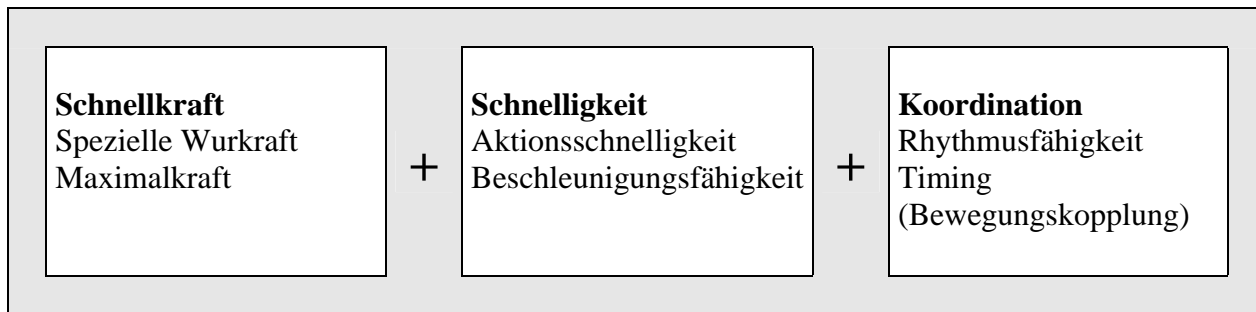 Schnellkraft
Spezielle Wurkraft
Maximalkraft
+
Schnelligkeit
Aktionsschnelligkeit
Beschleunigungsfähigkeit
+
Koordination
Rhythmusfähigkeit
Timing
(Bewegungskopplung)